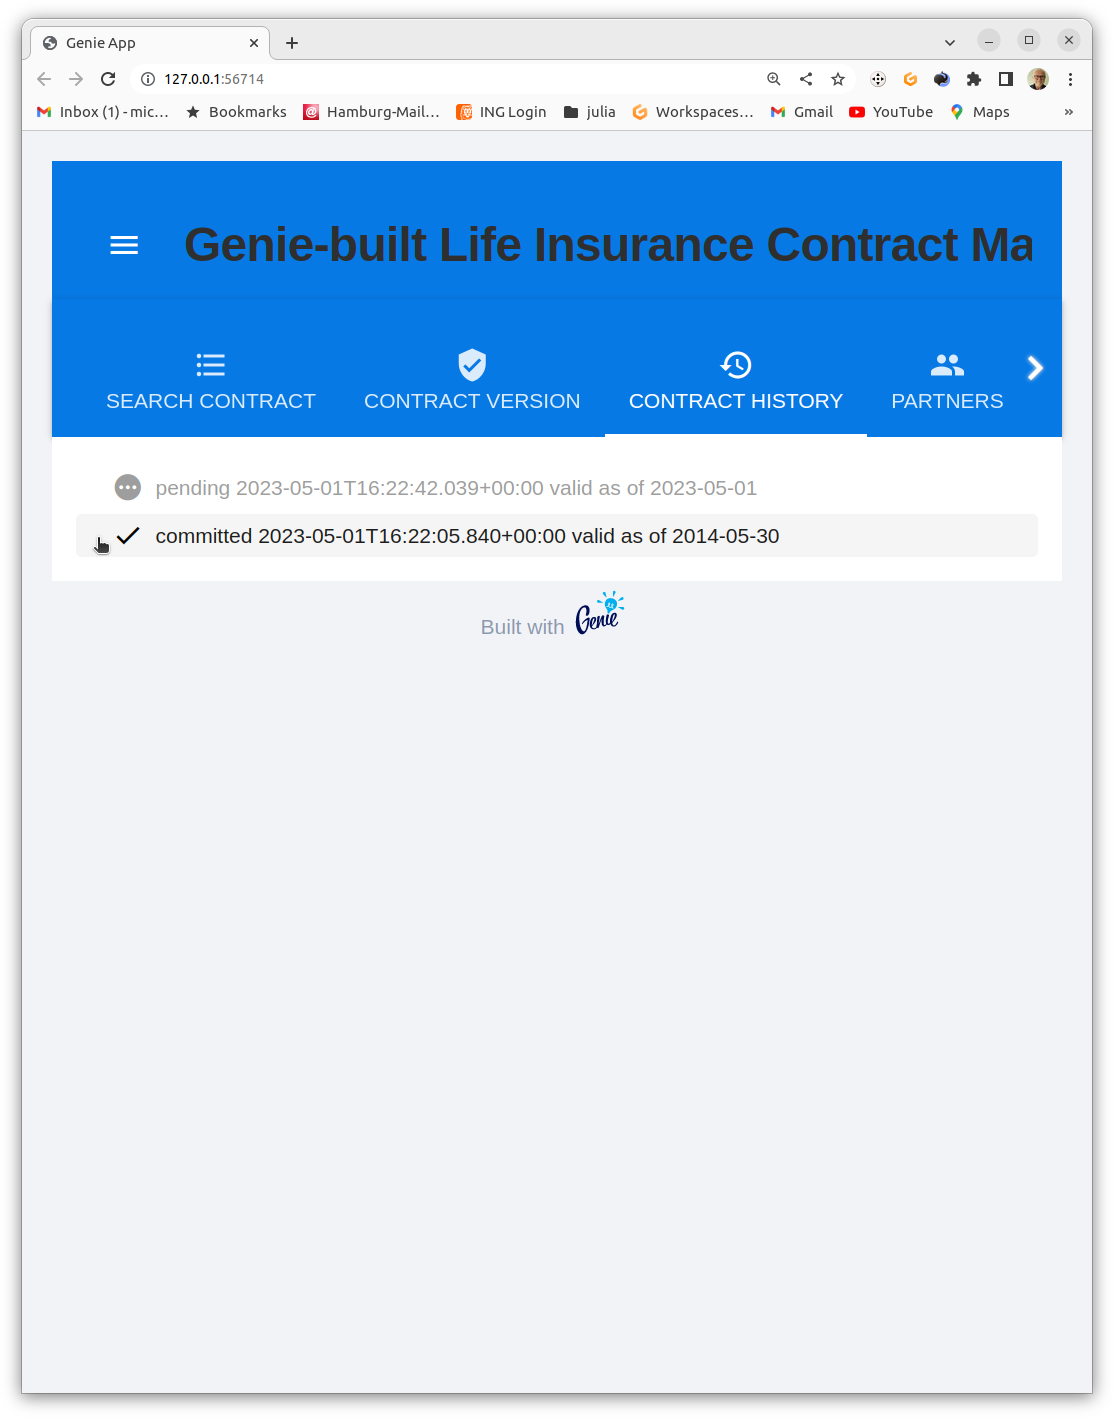 Genie App
127.0.0.1:56714
Inbox (1) - mic... Bookmarks Hamburg-Mail... ING Login julia Workspaces... Gmail YouTube Maps »
Genie-built Life Insurance Contract Ma
SEARCH CONTRACT CONTRACT VERSION CONTRACT HISTORY PARTNERS
pending 2023-05-01T16:22:42.039+00:00 valid as of 2023-05-01
committed 2023-05-01T16:22:05.840+00:00 valid as of 2014-05-30
Built with Genie